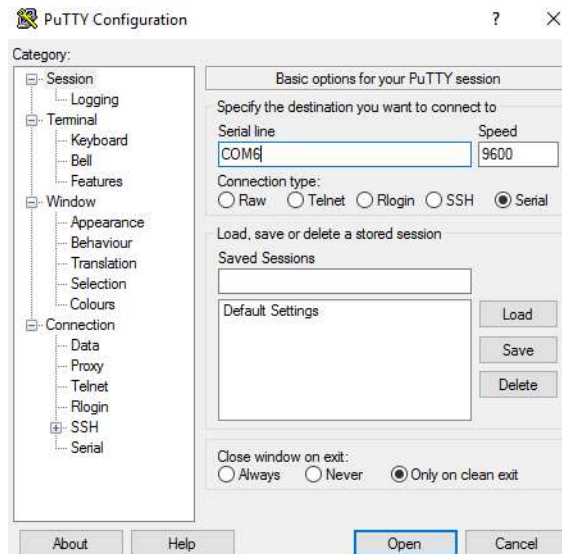 PuTTY Configuration ? ×
Category:
Session
Logging
Terminal
Keyboard
Bell
Features
Window
Appearance
Behaviour
Translation
Selection
Colours
Connection
Data
Proxy
Telnet
Rlogin
SSH
Serial
Basic options for your PuTTY session
Specify the destination you want to connect to
Serial line Speed
COM6 9600
Connection type:
Raw Telnet Rlogin SSH Serial
Load, save or delete a stored session
Saved Sessions
Default Settings
Load
Save
Delete
Close window on exit:
Always Never Only on clean exit
About Help Open Cancel